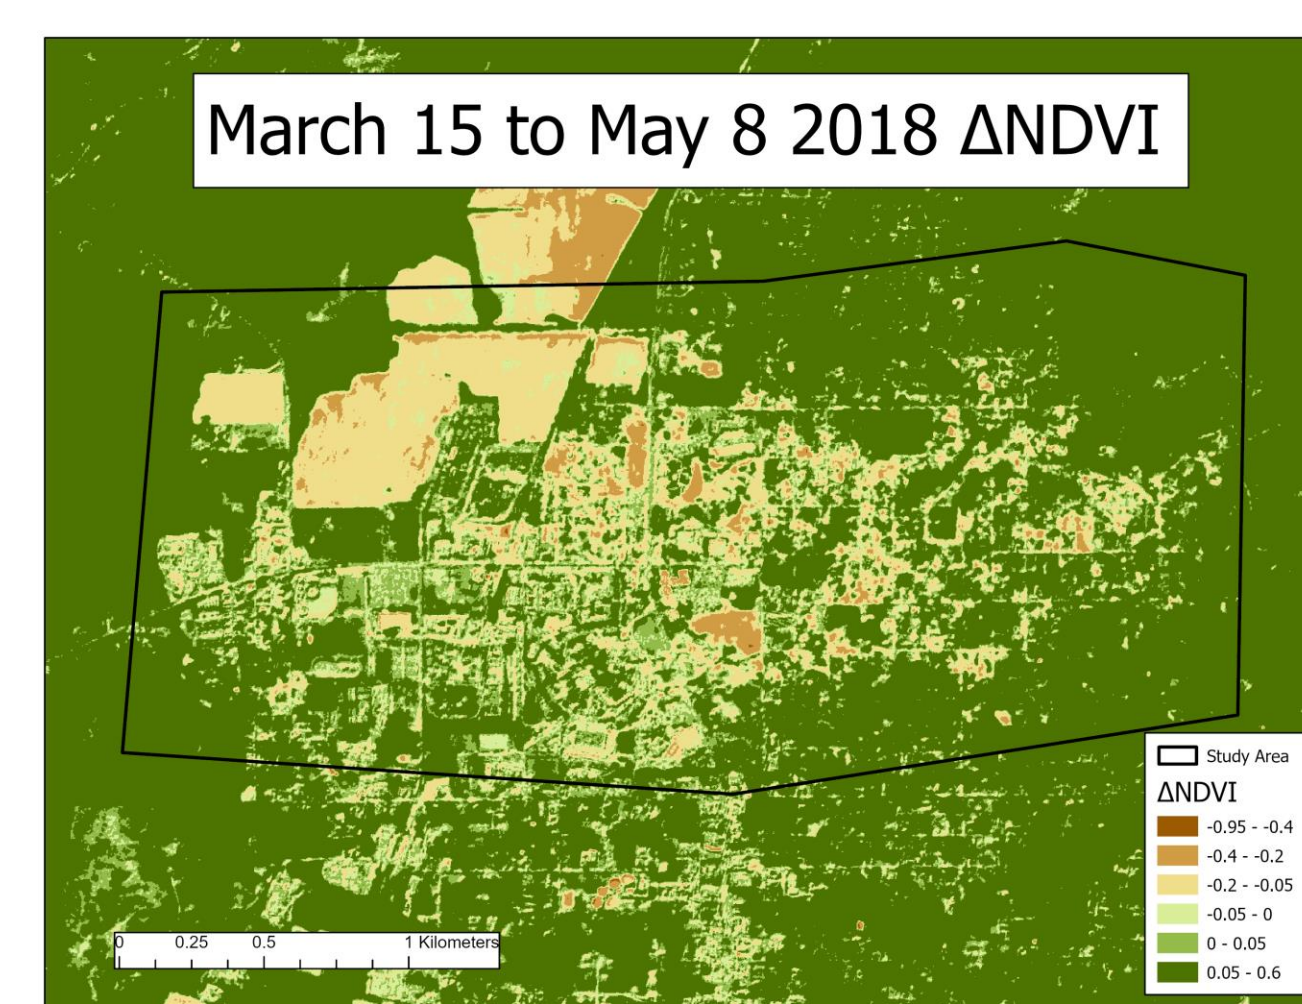 March 15 to May 8 2018 ΔNDVI
Study Area
ΔNDVI
-0.95 - -0.4
-0.4 - -0.2
-0.2 - -0.05
-0.05 - 0
0 - 0.05
0.05 - 0.6
0 0.25 0.5 1 Kilometers